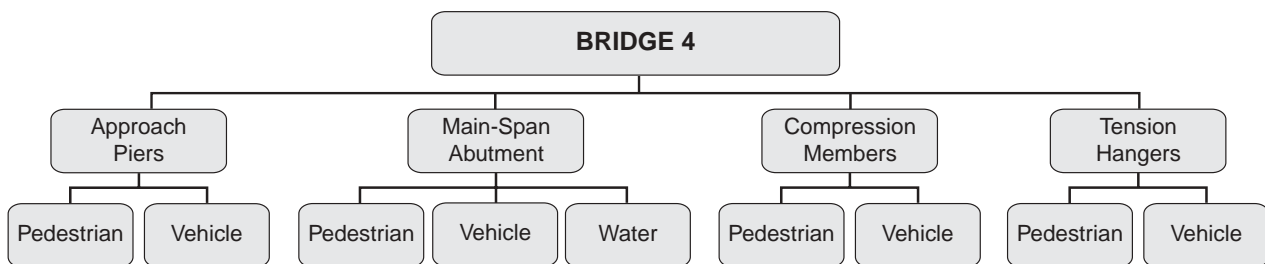 BRIDGE 4
Approach
Piers
Main-Span
Abutment
Compression
Members
Tension
Hangers
Pedestrian
Vehicle
Pedestrian
Vehicle
Water
Pedestrian
Vehicle
Pedestrian
Vehicle